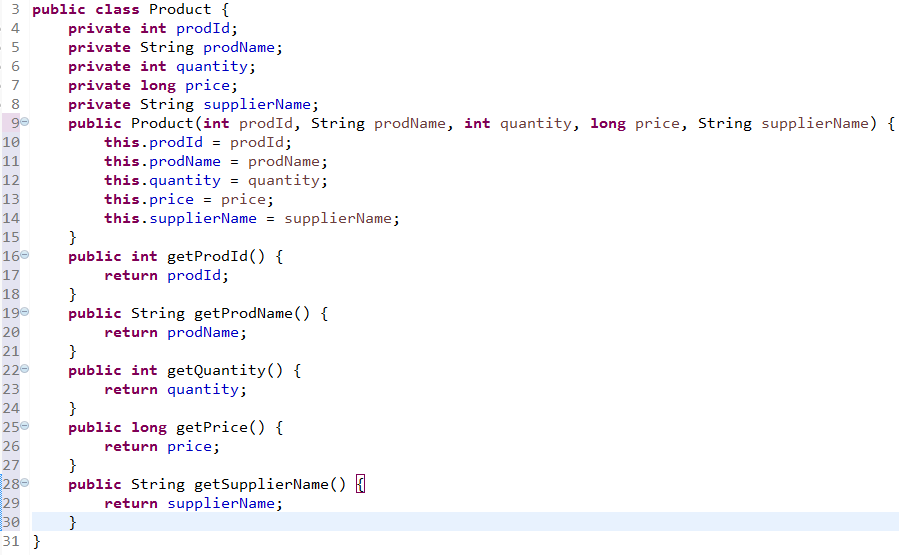 3 public class Product {
4     private int prodId;
5     private String prodName;
6     private int quantity;
7     private long price;
8     private String supplierName;
9     public Product(int prodId, String prodName, int quantity, long price, String supplierName) {
10         this.prodId = prodId;
11         this.prodName = prodName;
12         this.quantity = quantity;
13         this.price = price;
14         this.supplierName = supplierName;
15     }
16     public int getProdId() {
17         return prodId;
18     }
19     public String getProdName() {
20         return prodName;
21     }
22     public int getQuantity() {
23         return quantity;
24     }
25     public long getPrice() {
26         return price;
27     }
28     public String getSupplierName() {
29         return supplierName;
30     }
31 }